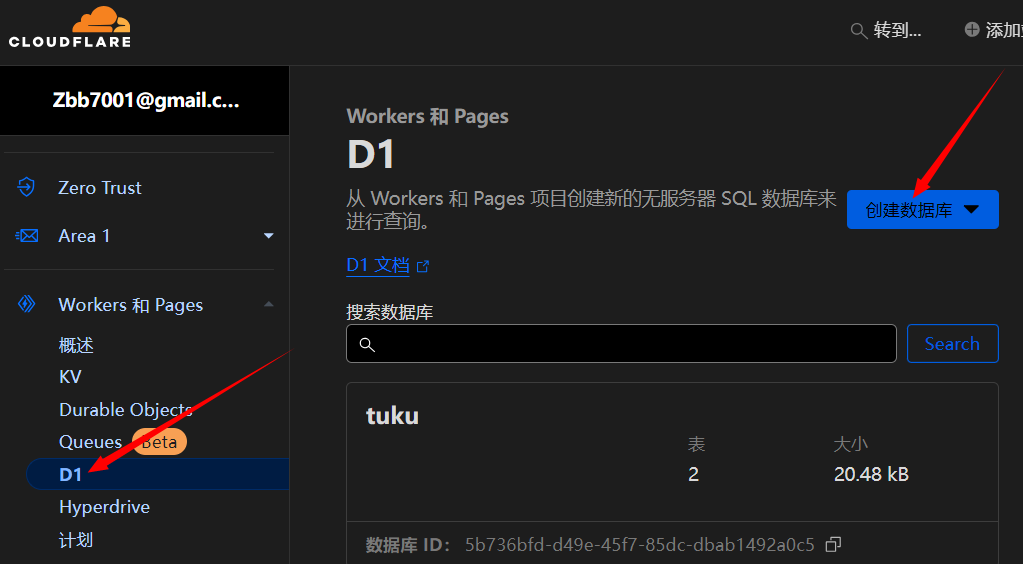 CLOUDFLARE
转到...
Zbb7001@gmail.c...
Zero Trust
Area 1
Workers 和 Pages
概述
KV
Durable Objects
Queues Beta
D1
Hyperdrive
计划
Workers 和 Pages
D1
从 Workers 和 Pages 项目创建新的无服务器 SQL 数据库来
进行查询。
创建数据库
D1 文档
搜索数据库
Search
tuku
表
2
大小
20.48 kB
数据库 ID： 5b736bfd-d49e-45f7-85dc-dbab1492a0c5